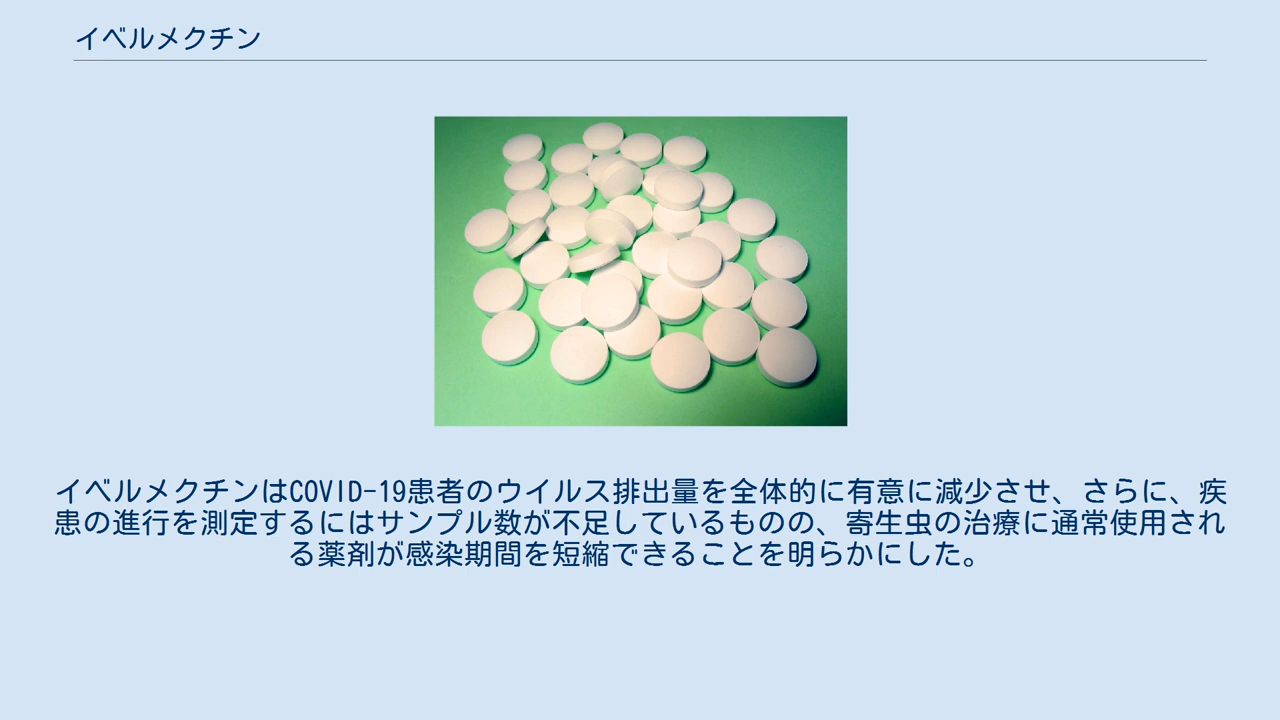 イベルメクチン
イベルメクチンはCOVID-19患者のウイルス排出量を全体的に有意に減少させ、さらに、疾
患の進行を測定するにはサンプル数が不足しているものの、寄生虫の治療に通常使用され
る薬剤が感染期間を短縮できることを明らかにした。